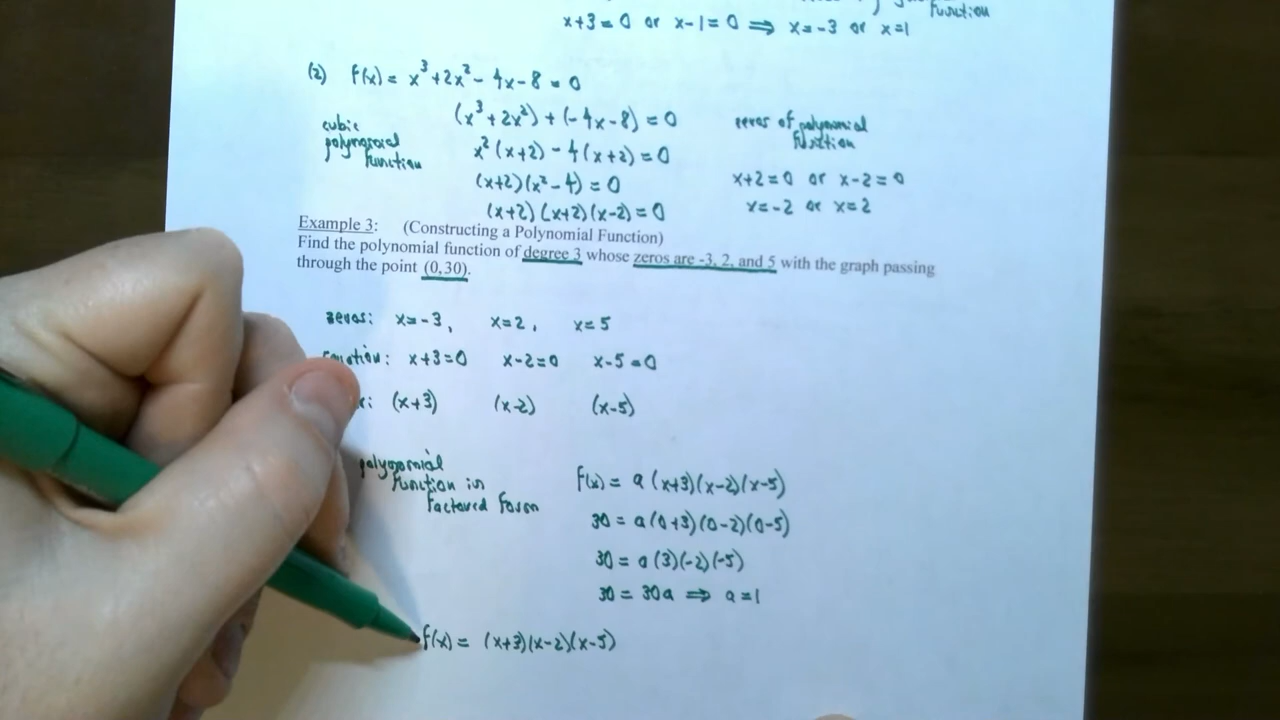 function
x+3=0 or x-1=0 ⇒ x=-3 or x=1
(2) f(x) = x³+2x²-4x-8=0
(x³+2x²)+(-4x-8)=0
cubic
polynomial
function
x²(x+2)-4(x+2)=0
(x+2)(x²-4)=0
(x+2)(x+2)(x-2)=0
zeros of polynomial
function
x+2=0 or x-2=0
x=-2 or x=2
Example 3: (Constructing a Polynomial Function)
Find the polynomial function of degree 3 whose zeros are -3, 2, and 5 with the graph passing
through the point (0,30).
zeros: x=-3, x=2, x=5
x+3=0 x-2=0 x-5=0
(x+3) (x-2) (x-5)
polynomial
function in
factored form
f(x) = a(x+3)(x-2)(x-5)
30 = a(0+3)(0-2)(0-5)
30 = a(3)(-2)(-5)
30 = 30a ⇒ a=1
f(x) = (x+3)(x-2)(x-5)